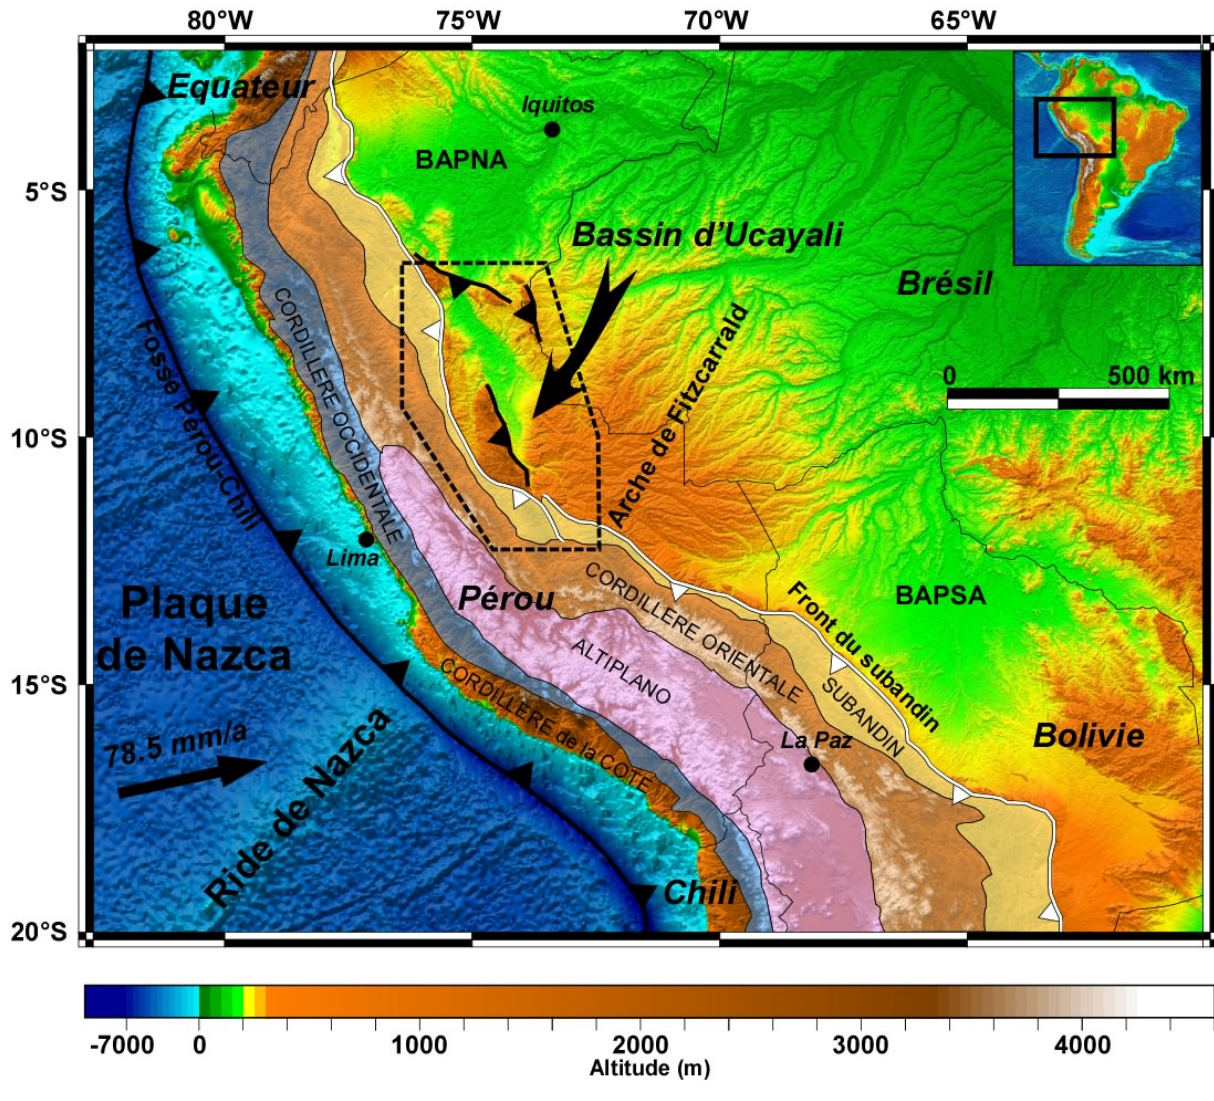 80°W 75°W 70°W 65°W
Equateur
Iquitos
BAPNA
5°S
Bassin d'Ucayali
Brésil
0 500 km
Arche de Fitzcarrald
CORDILLERE OCCIDENTALE
Fosse Pérou-Chili
10°S
Lima
Plaque
de Nazca
Pérou
CORDILLERE ORIENTALE
BAPSA
Front du subandin
ALTIPLANO
SUBANDIN
15°S
CORDILLERE de la COTE
78.5 mm/a
Ride de Nazca
La Paz
Bolivie
Chili
20°S
-7000 0 1000 2000 3000 4000
Altitude (m)